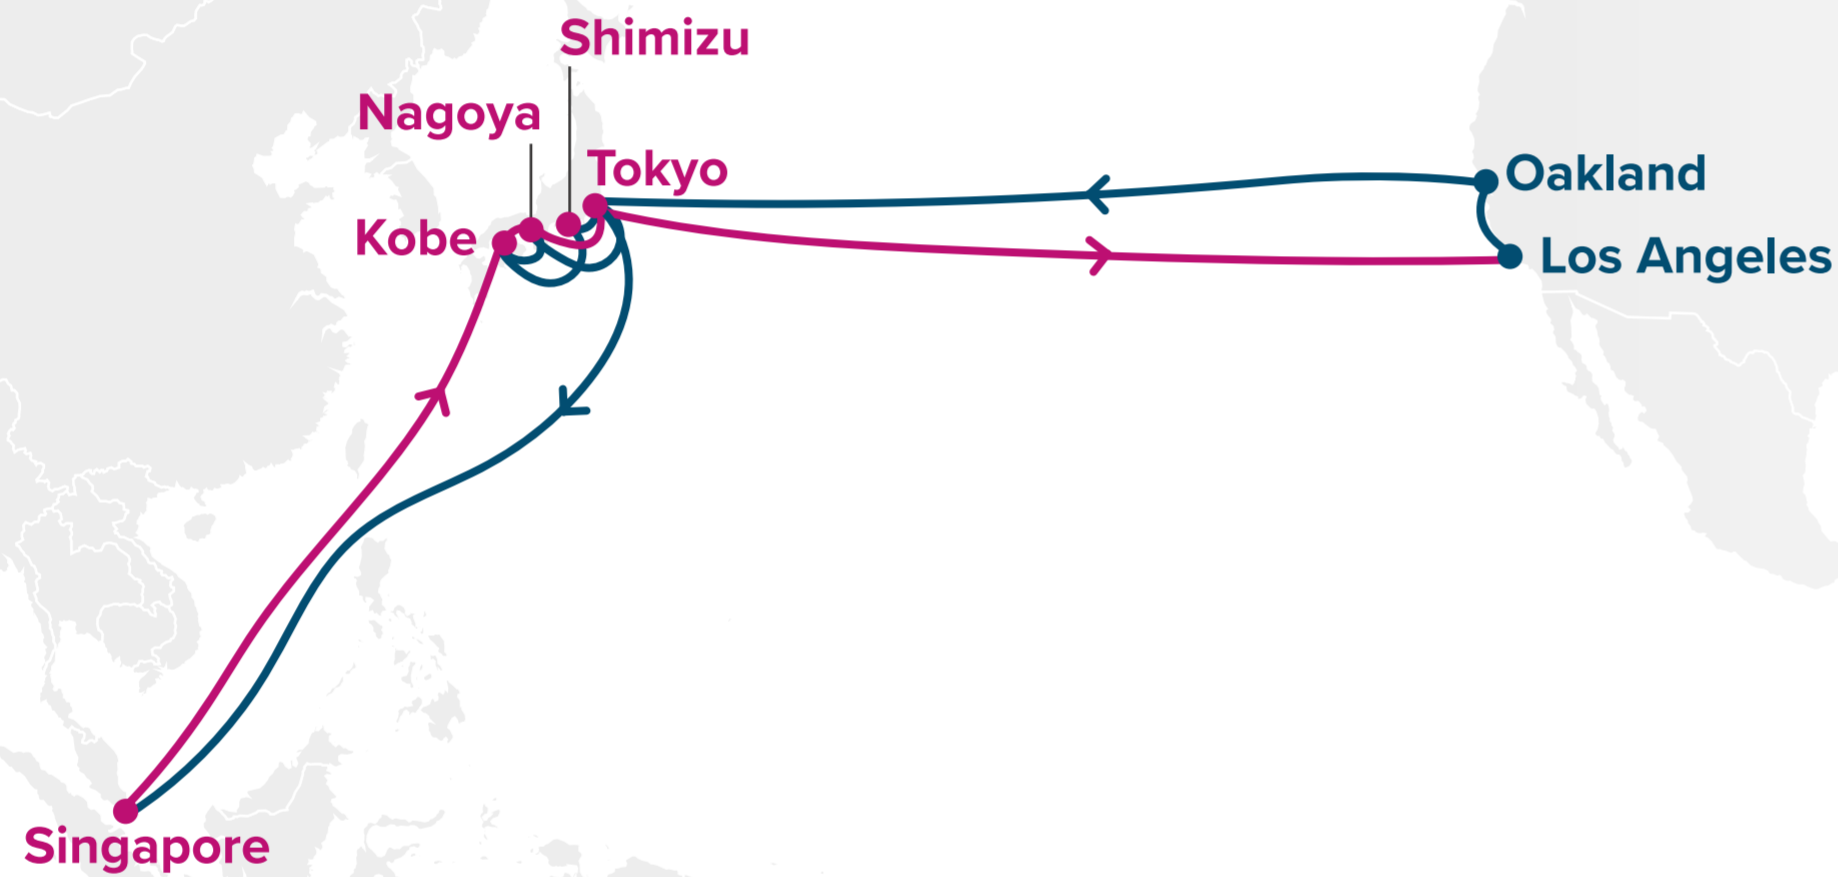 Shimizu
Nagoya
Tokyo
Kobe
Oakland
Los Angeles
Singapore